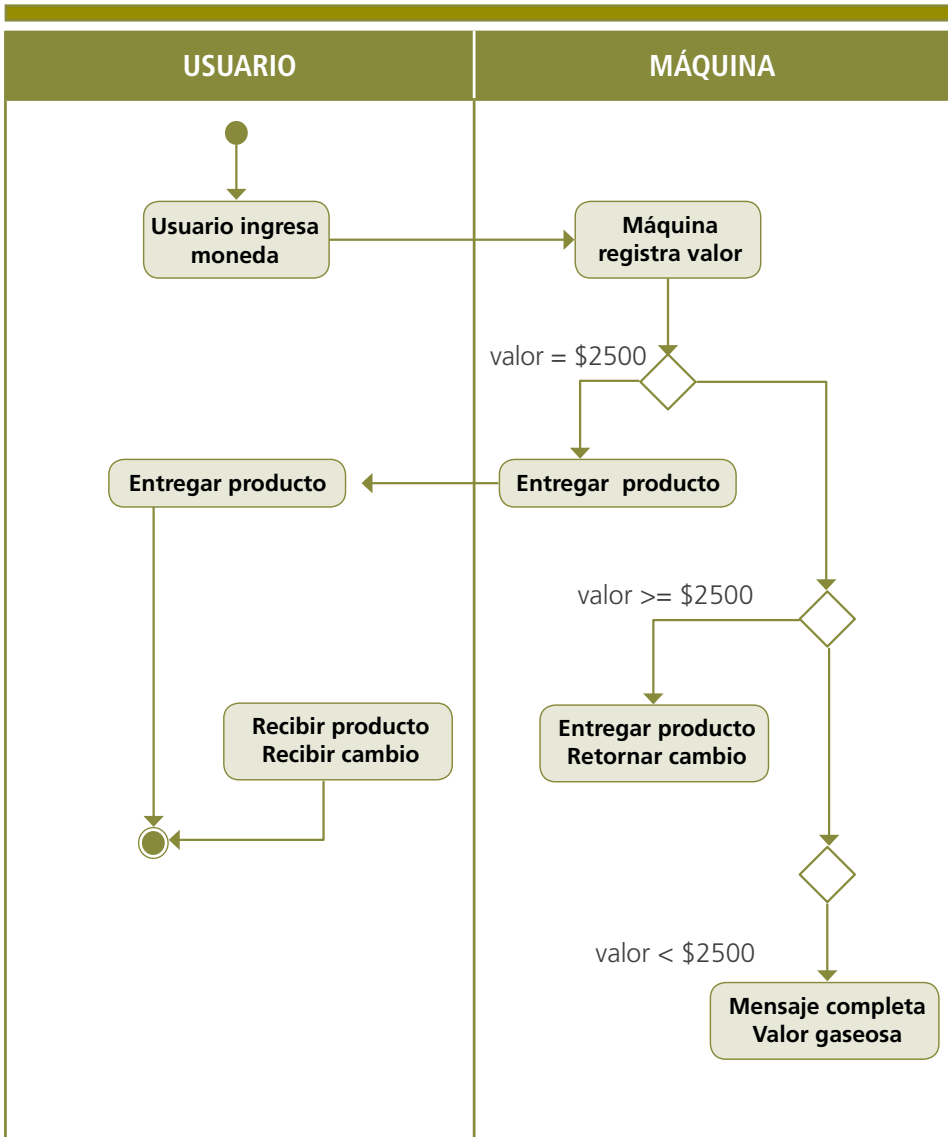 USUARIO
MÁQUINA
Usuario ingresa
moneda
Máquina
registra valor
valor = $2500
Entregar producto
Entregar producto
valor >= $2500
Recibir producto
Recibir cambio
Entregar producto
Retornar cambio
valor < $2500
Mensaje completa
Valor gaseosa